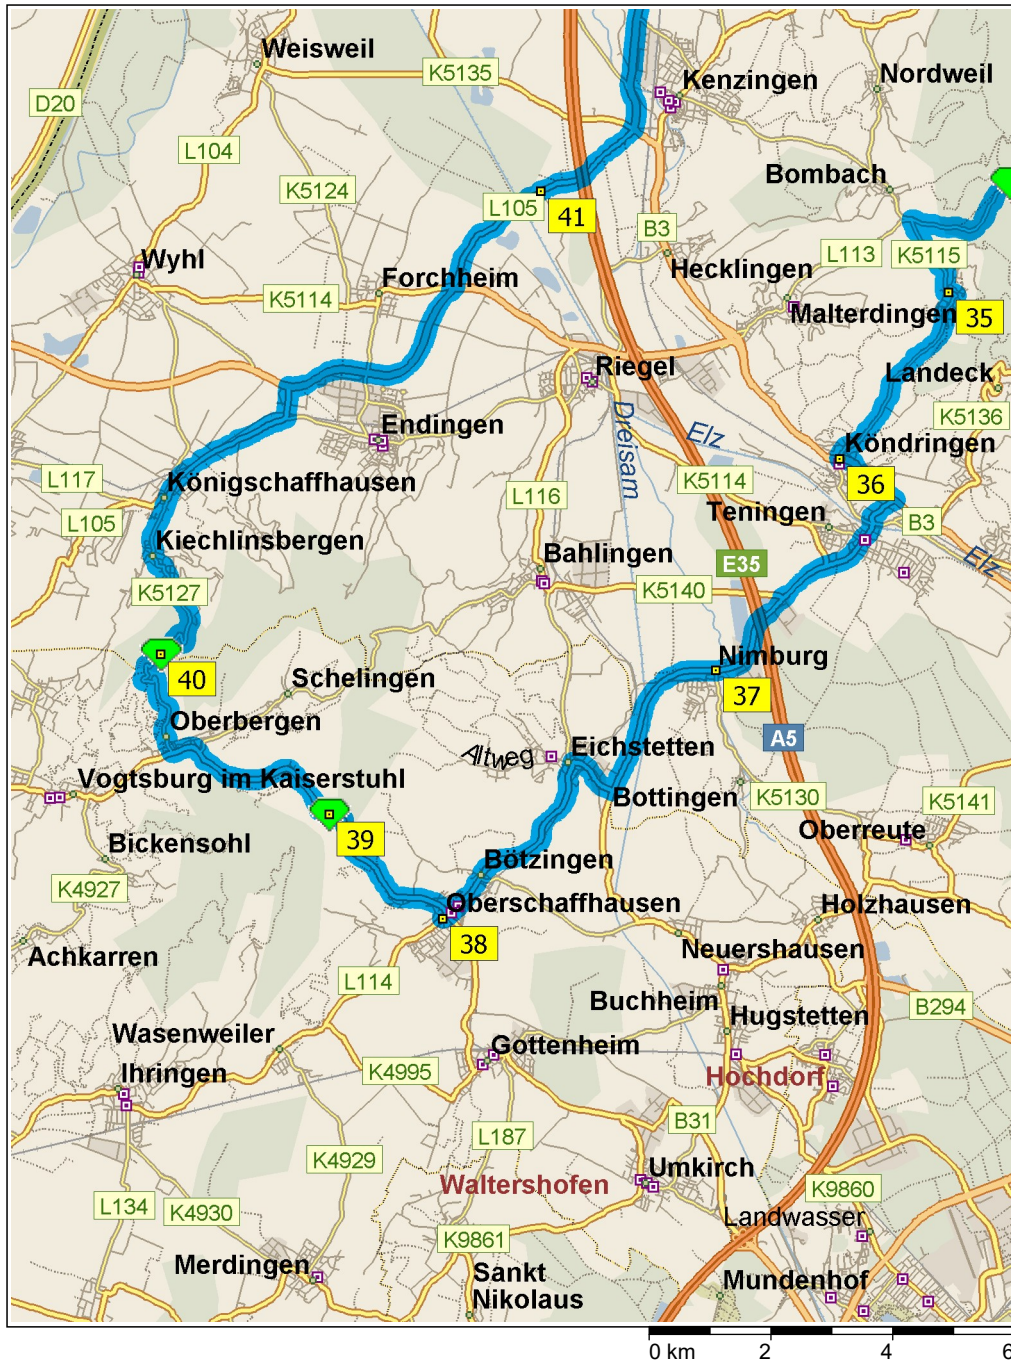 Weisweil
K5135
Kenzingen
Nordweil
D20
L104
K5124
Bombach
L105
41
B3
L113
K5115
Wyhl
Hecklingen
Forchheim
K5114
Malterdingen
35
Riegel
Landeck
Dreisam
Elz
K5136
Endingen
Köndringen
L117
Königschaffhausen
L116
K5114
36
L105
Teningen
B3
Kiechlinsbergen
Bahlingen
E35
Elz
K5127
K5140
Nimburg
40
Schelingen
37
Oberbergen
A5
Altweg
Eichstetten
Vogtsburg im Kaiserstuhl
Bottingen
K5130
K5141
39
Bickensohl
Oberreute
Bötzingen
K4927
Oberschaffhausen
Holzhausen
38
Achkarren
Neuershausen
L114
Buchheim
B294
Hugstetten
Wasenweiler
Gottenheim
Ihringen
K4995
Hochdorf
B31
L187
K4929
Umkirch
Waltershofen
K9860
L134
K4930
Landwasser
K9861
Merdingen
Sankt
Nikolaus
Mundenhof
0 km 2 4 6